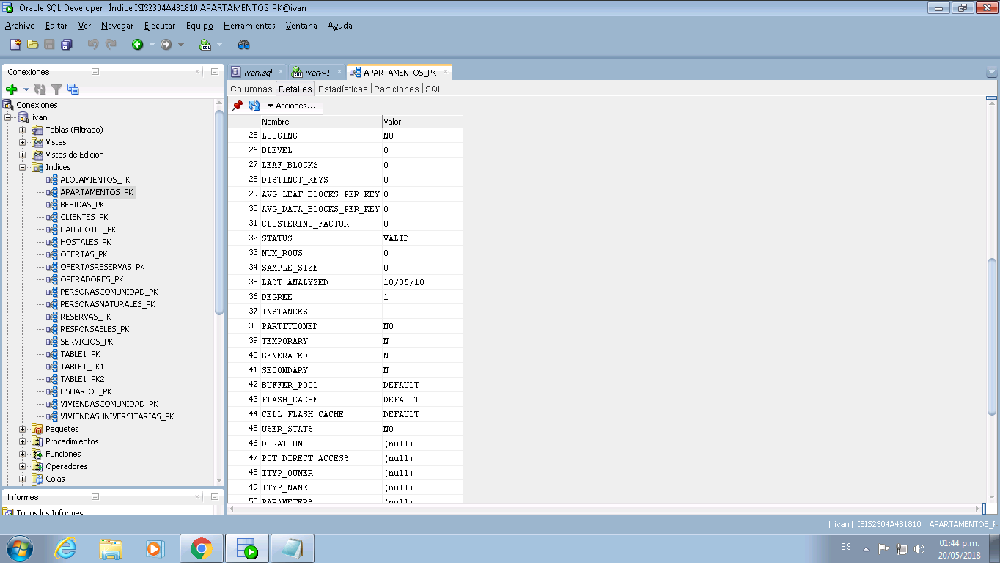 Oracle SQL Developer : Índice ISIS2304A481810.APARTAMENTOS_PK@ivan
Archivo Editar Ver Navegar Ejecutar Equipo Herramientas Ventana Ayuda
Conexiones
Conexiones
ivan
Tablas (Filtrado)
Vistas
Vistas de Edición
Índices
ALOJAMIENTOS_PK
APARTAMENTOS_PK
BEBIDAS_PK
CLIENTES_PK
HABSHOTEL_PK
HOSTALES_PK
OFERTAS_PK
OFERTASRESERVAS_PK
OPERADORES_PK
PERSONASCOMUNIDAD_PK
PERSONASNATURALES_PK
RESERVAS_PK
RESPONSABLES_PK
SERVICIOS_PK
TABLE1_PK
TABLE1_PK1
TABLE1_PK2
USUARIOS_PK
VIVIENDASCOMUNIDAD_PK
VIVIENDASUNIVERSITARIAS_PK
Paquetes
Procedimientos
Funciones
Operadores
Colas
Informes
Todos los Informes
ivan.sql ivan~1 APARTAMENTOS_PK
Columnas Detalles Estadísticas Particiones SQL
Acciones...
Nombre Valor
25 LOGGING NO
26 BLEVEL 0
27 LEAF_BLOCKS 0
28 DISTINCT_KEYS 0
29 AVG_LEAF_BLOCKS_PER_KEY 0
30 AVG_DATA_BLOCKS_PER_KEY 0
31 CLUSTERING_FACTOR 0
32 STATUS VALID
33 NUM_ROWS 0
34 SAMPLE_SIZE 0
35 LAST_ANALYZED 18/05/18
36 DEGREE 1
37 INSTANCES 1
38 PARTITIONED NO
39 TEMPORARY N
40 GENERATED N
41 SECONDARY N
42 BUFFER_POOL DEFAULT
43 FLASH_CACHE DEFAULT
44 CELL_FLASH_CACHE DEFAULT
45 USER_STATS NO
46 DURATION (null)
47 PCT_DIRECT_ACCESS (null)
48 ITYP_OWNER (null)
49 ITYP_NAME (null)
50 PARAMETERS (null)
| ivan | ISIS2304A481810 | APARTAMENTOS_F
ES
01:44 p.m.
20/05/2018